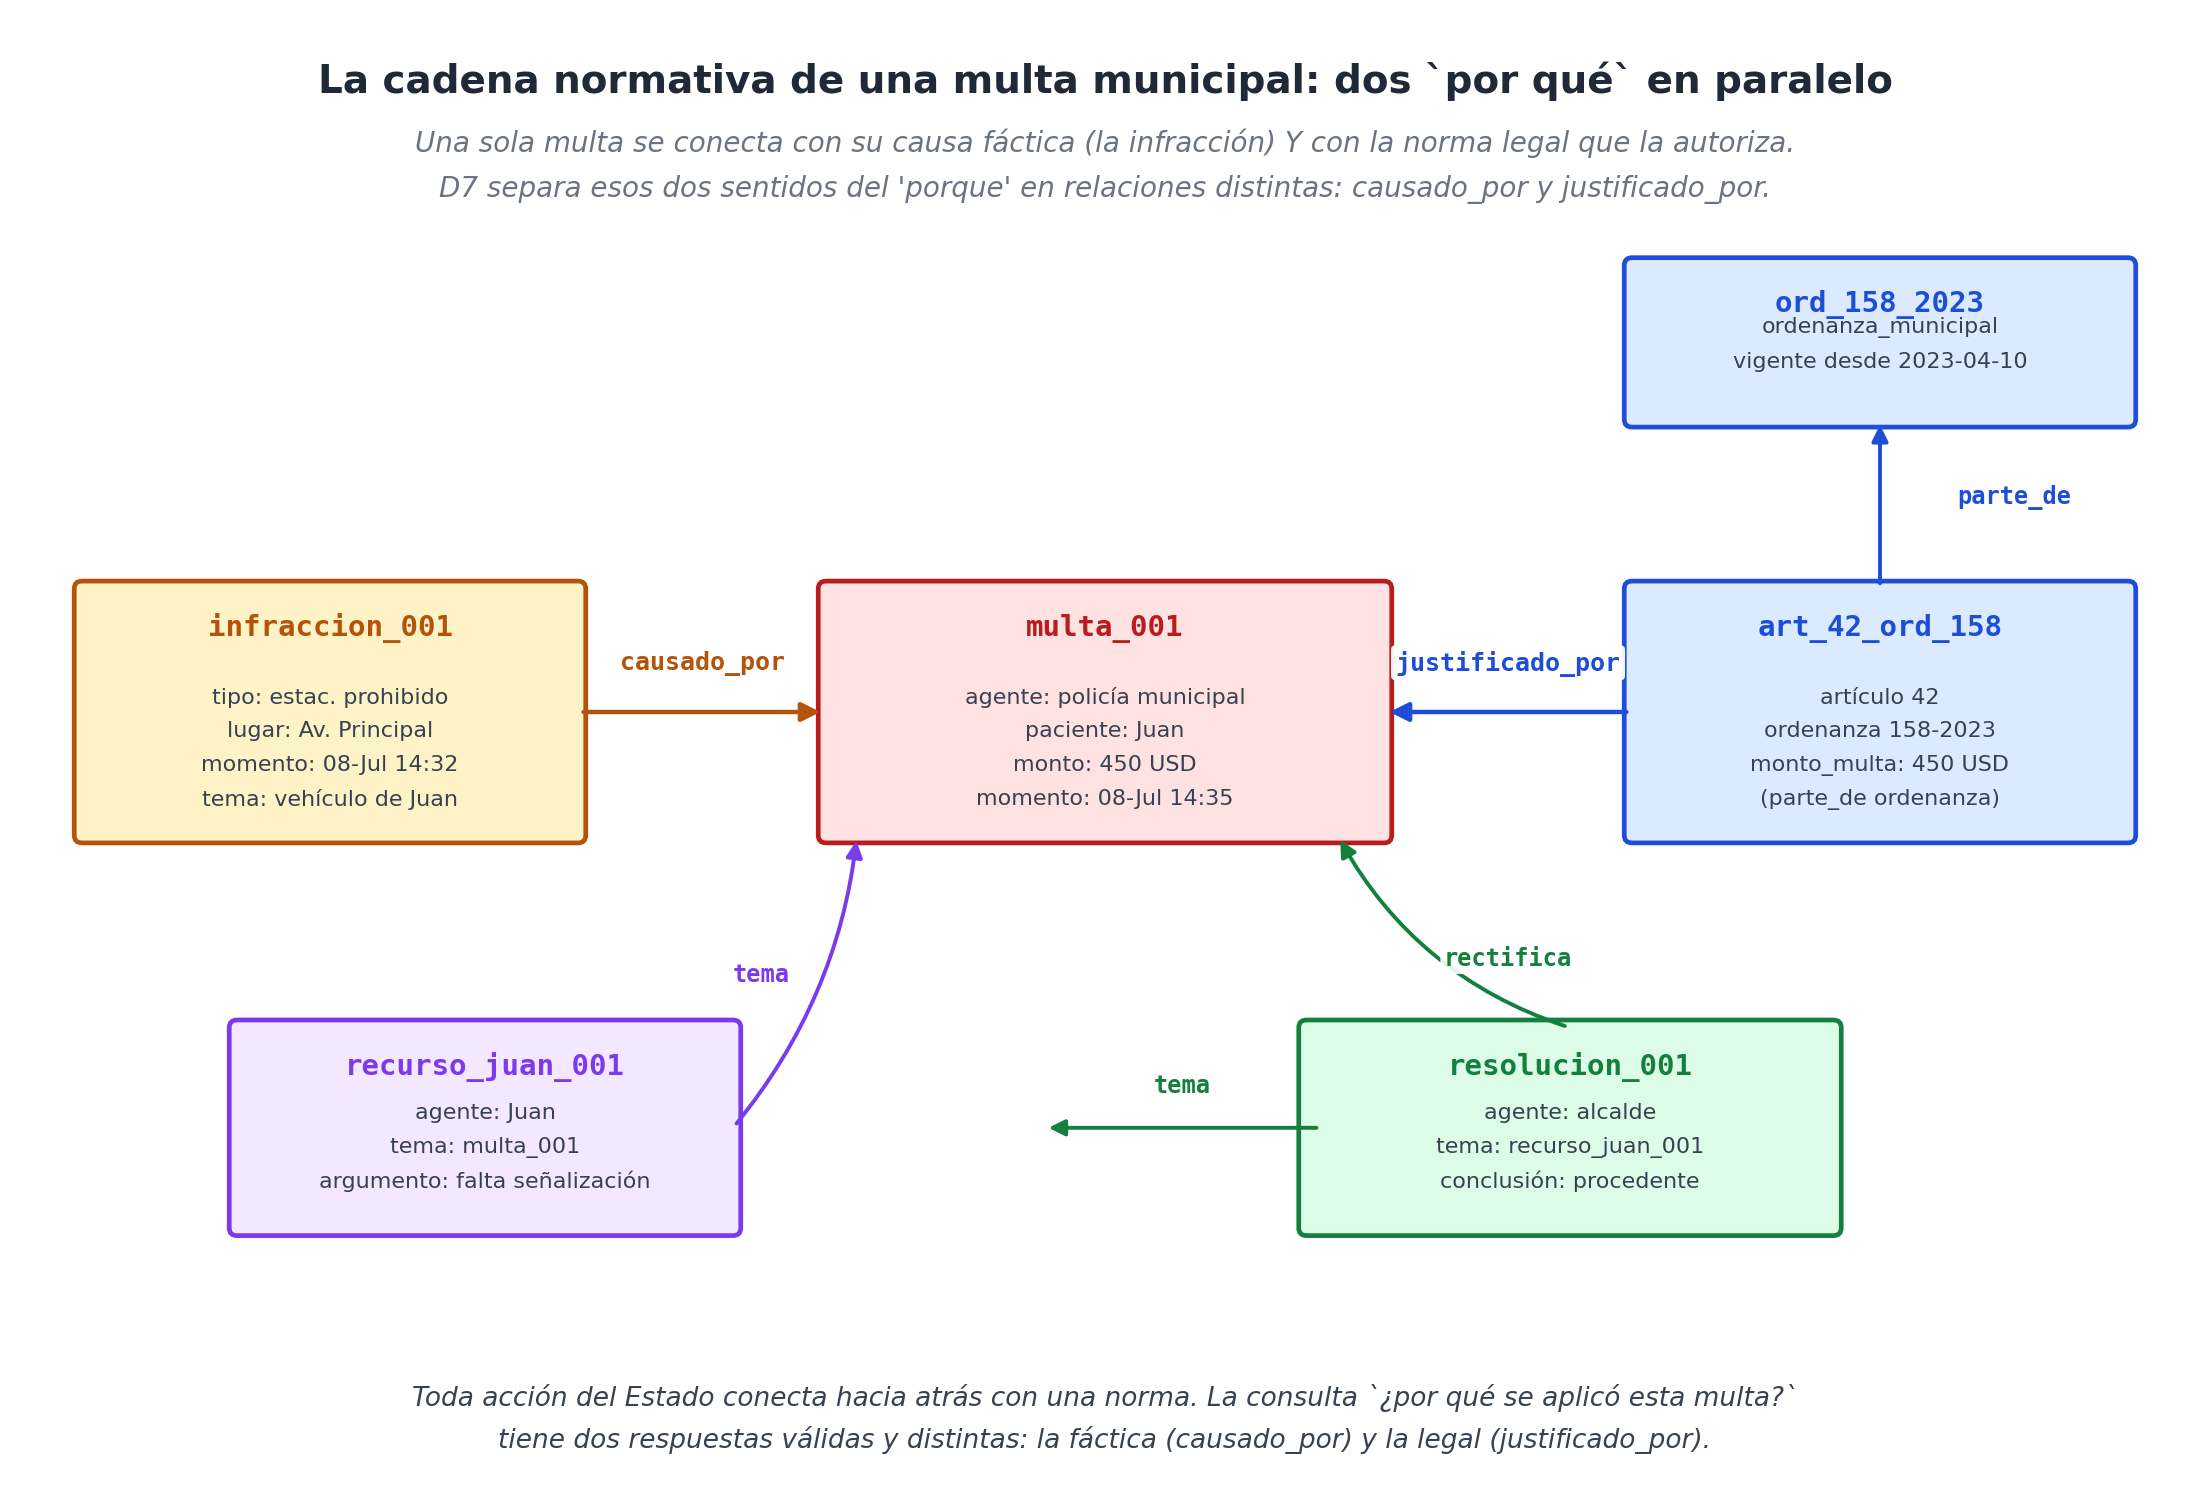 La cadena normativa de una multa municipal: dos `por qué` en paralelo
Una sola multa se conecta con su causa fáctica (la infracción) Y con la norma legal que la autoriza.
D7 separa esos dos sentidos del 'porque' en relaciones distintas: causado_por y justificado_por.
ord_158_2023
ordenanza_municipal
vigente desde 2023-04-10
parte_de
infraccion_001
tipo: estac. prohibido
lugar: Av. Principal
momento: 08-Jul 14:32
tema: vehículo de Juan
causado_por
multa_001
agente: policía municipal
paciente: Juan
monto: 450 USD
momento: 08-Jul 14:35
justificado_por
art_42_ord_158
artículo 42
ordenanza 158-2023
monto_multa: 450 USD
(parte_de ordenanza)
tema
rectifica
recurso_juan_001
agente: Juan
tema: multa_001
argumento: falta señalización
tema
resolucion_001
agente: alcalde
tema: recurso_juan_001
conclusión: procedente
Toda acción del Estado conecta hacia atrás con una norma. La consulta `¿por qué se aplicó esta multa?`
tiene dos respuestas válidas y distintas: la fáctica (causado_por) y la legal (justificado_por).